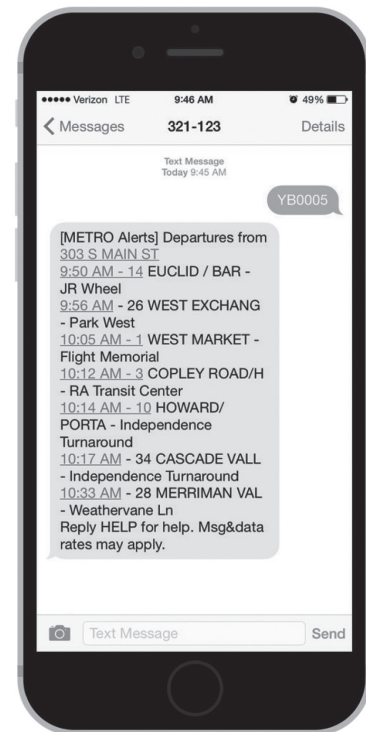 Verizon LTE 9:46 AM 49%
Messages 321-123 Details
Text Message
Today 9:45 AM
YB0005
[METRO Alerts] Departures from
303 S MAIN ST
9:50 AM - 14 EUCLID / BAR -
JR Wheel
9:56 AM - 26 WEST EXCHANG
- Park West
10:05 AM - 1 WEST MARKET -
Flight Memorial
10:12 AM - 3 COPLEY ROAD/H
- RA Transit Center
10:14 AM - 10 HOWARD/
PORTA - Independence
Turnaround
10:17 AM - 34 CASCADE VALL
- Independence Turnaround
10:33 AM - 28 MERRIMAN VAL
- Weathervane Ln
Reply HELP for help. Msg&data
rates may apply.
Text Message Send